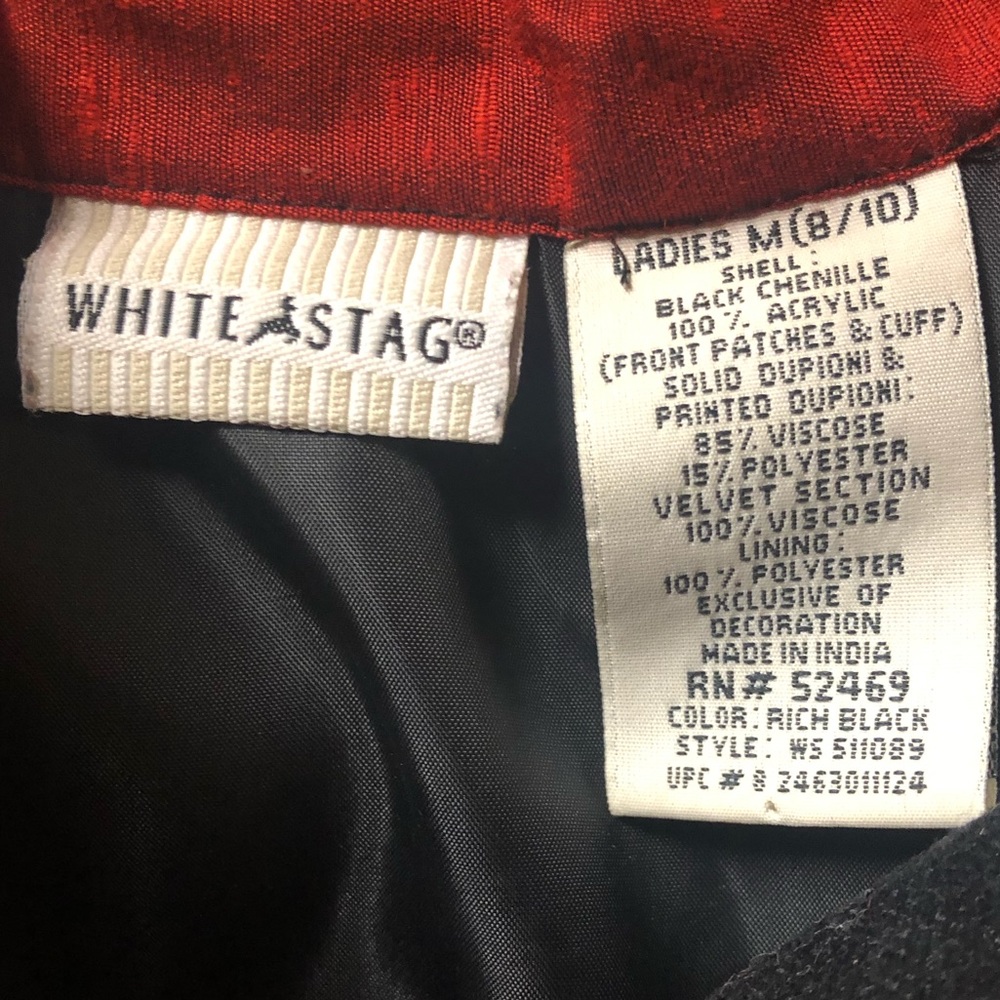 WHITE STAG®
LADIES M(8/10)
SHELL:
BLACK CHENILLE
100% ACRYLIC
(FRONT PATCHES & CUFF)
SOLID DUPIONI &
PRINTED DUPIONI:
85% VISCOSE
15% POLYESTER
VELVET SECTION
100% VISCOSE
LINING:
100% POLYESTER
EXCLUSIVE OF
DECORATION
MADE IN INDIA
RN# 52469
COLOR: RICH BLACK
STYLE: WS 511089
UPC # 8 2463011124